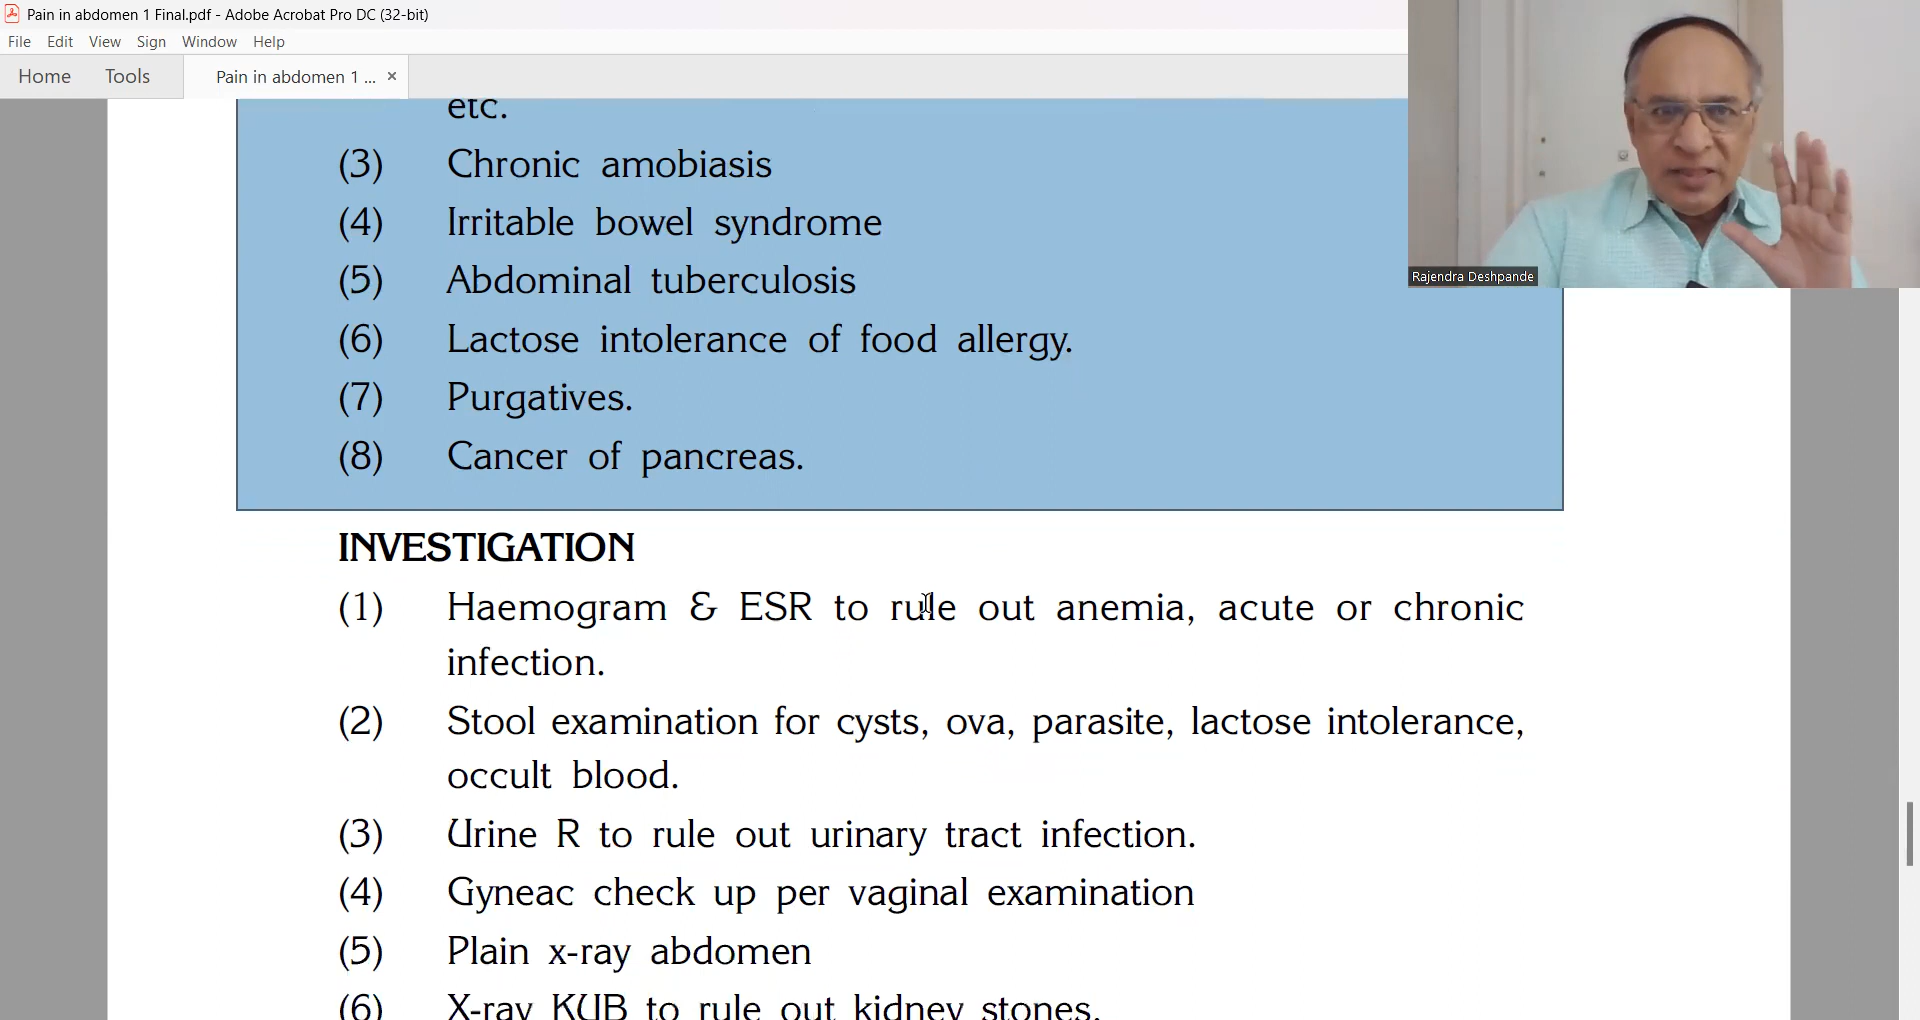 Pain in abdomen 1 Final.pdf - Adobe Acrobat Pro DC (32-bit)
File Edit View Sign Window Help
Home Tools Pain in abdomen 1 ... ×
etc.
(3) Chronic amobiasis
(4) Irritable bowel syndrome
(5) Abdominal tuberculosis
Rajendra Deshpande
(6) Lactose intolerance of food allergy.
(7) Purgatives.
(8) Cancer of pancreas.
INVESTIGATION
(1) Haemogram & ESR to rule out anemia, acute or chronic
infection.
(2) Stool examination for cysts, ova, parasite, lactose intolerance,
occult blood.
(3) Urine R to rule out urinary tract infection.
(4) Gyneac check up per vaginal examination
(5) Plain x-ray abdomen
(6) X-ray KUB to rule out kidney stones.